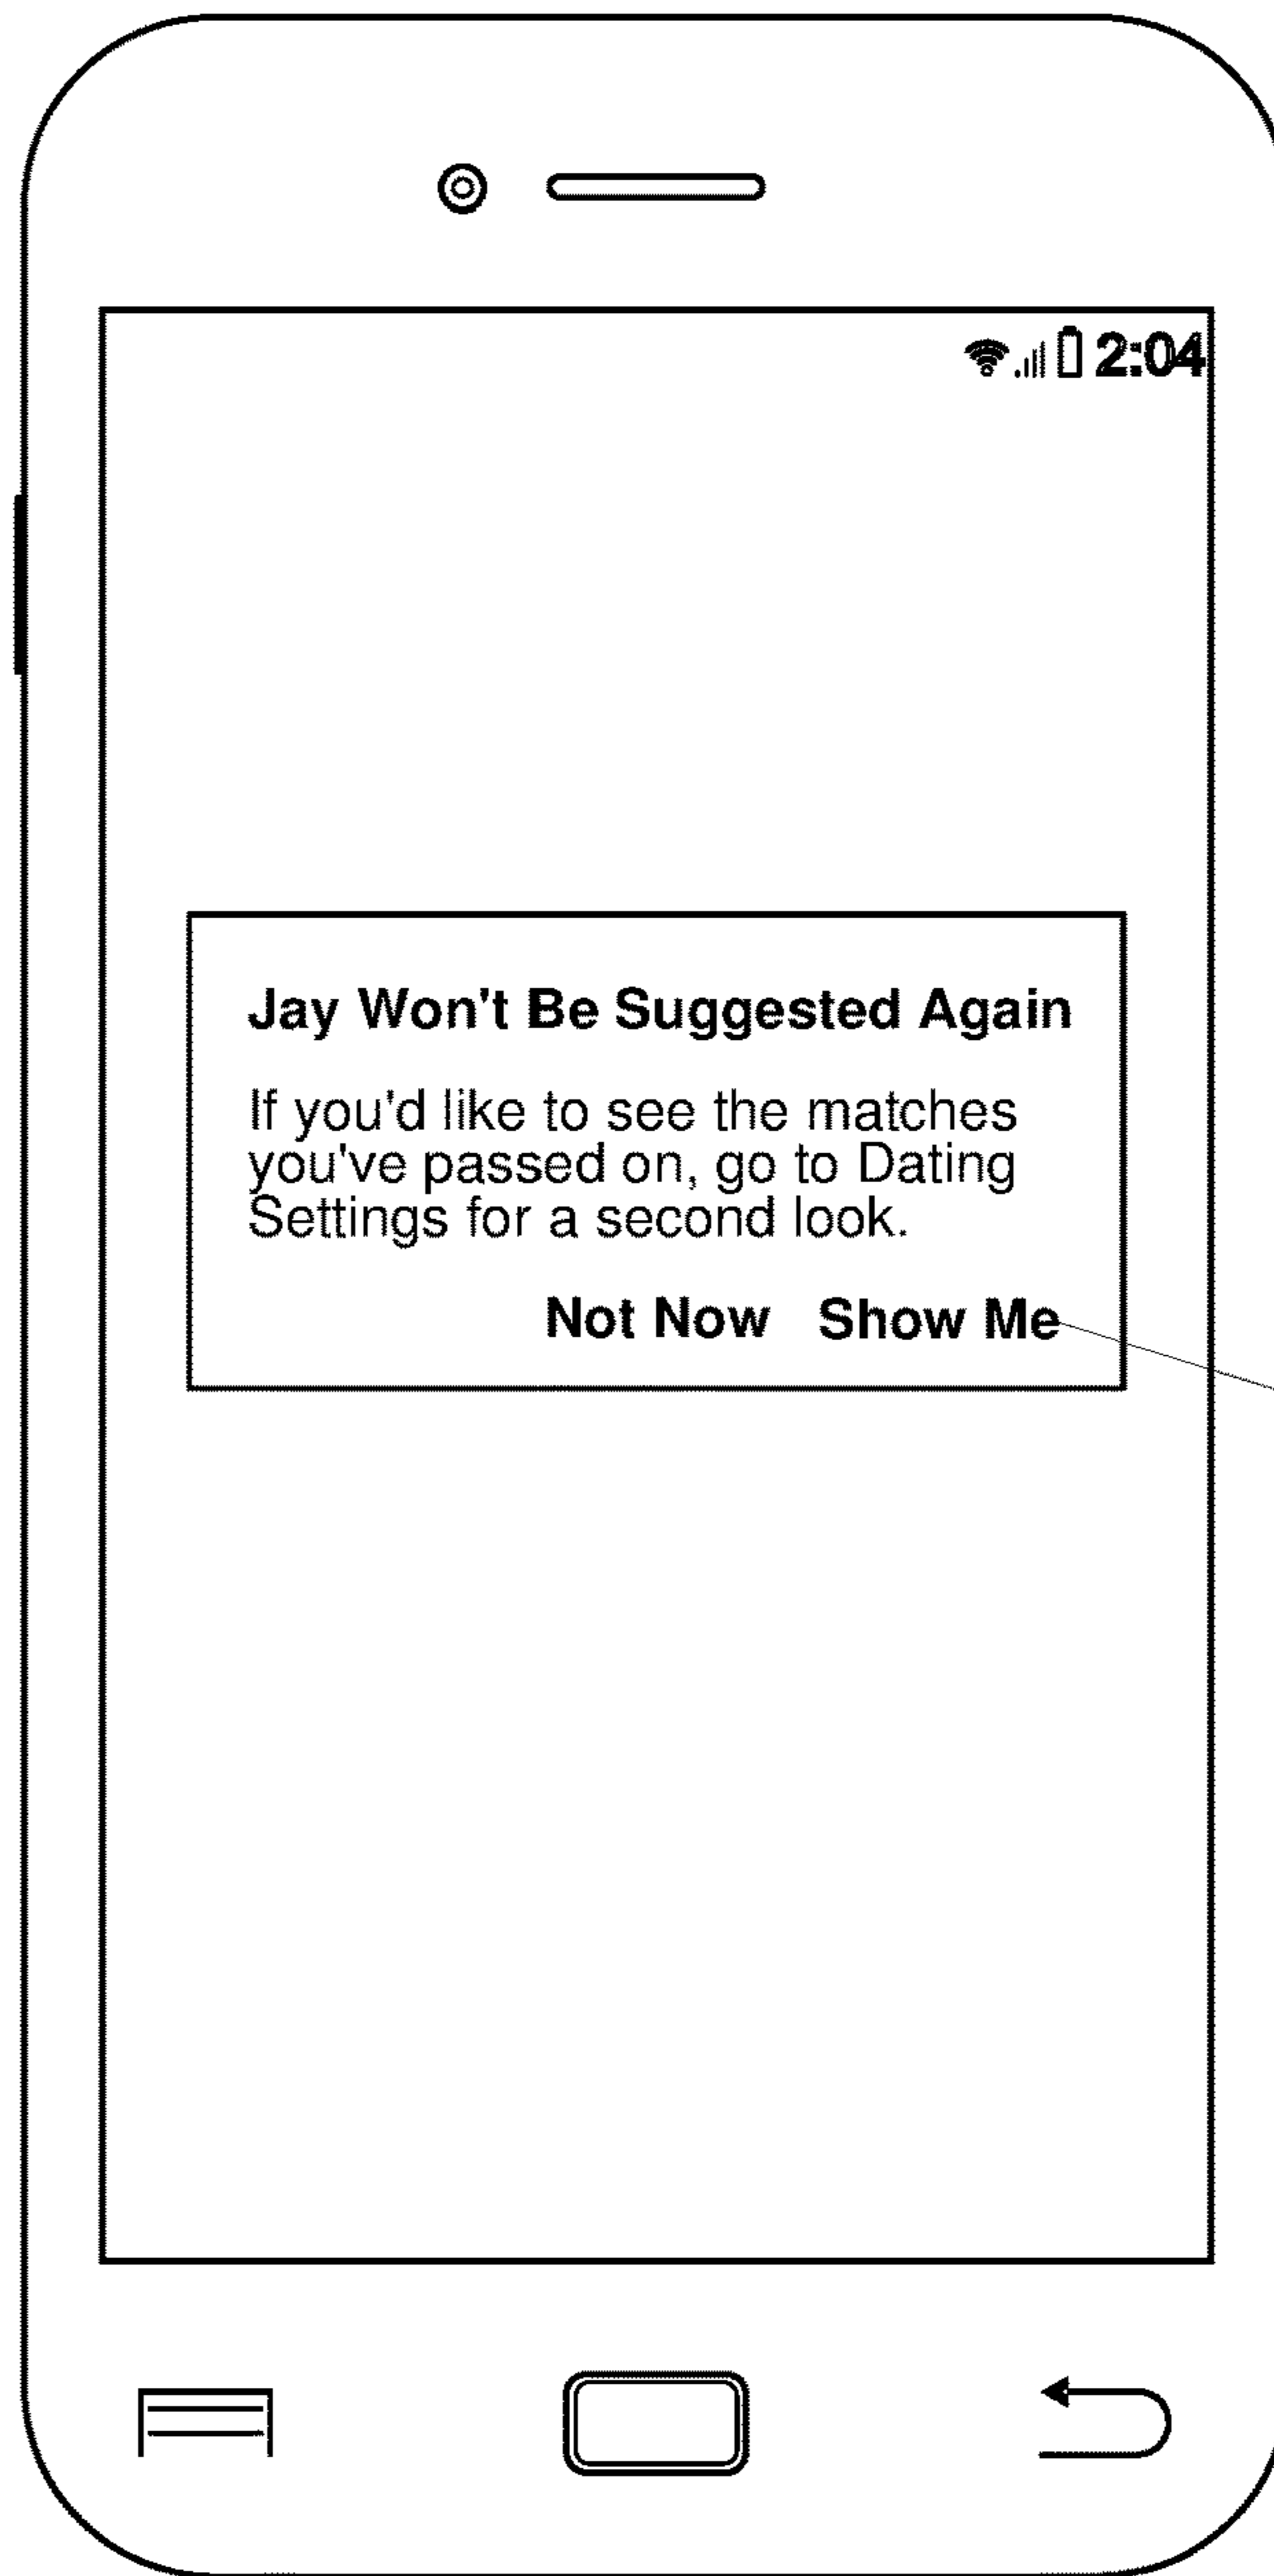 2:04
Jay Won't Be Suggested Again
If you'd like to see the matches
you've passed on, go to Dating
Settings for a second look.
Not Now Show Me